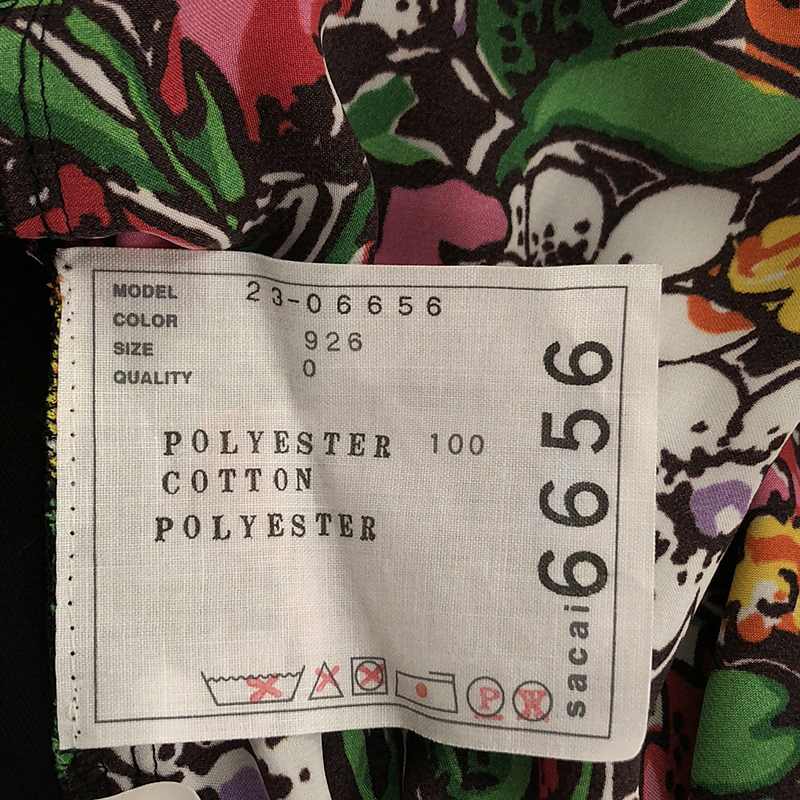 MODEL 23-06656
COLOR 926
SIZE 0
QUALITY
POLYESTER 100
COTTON
POLYESTER
P W
sacai 6656